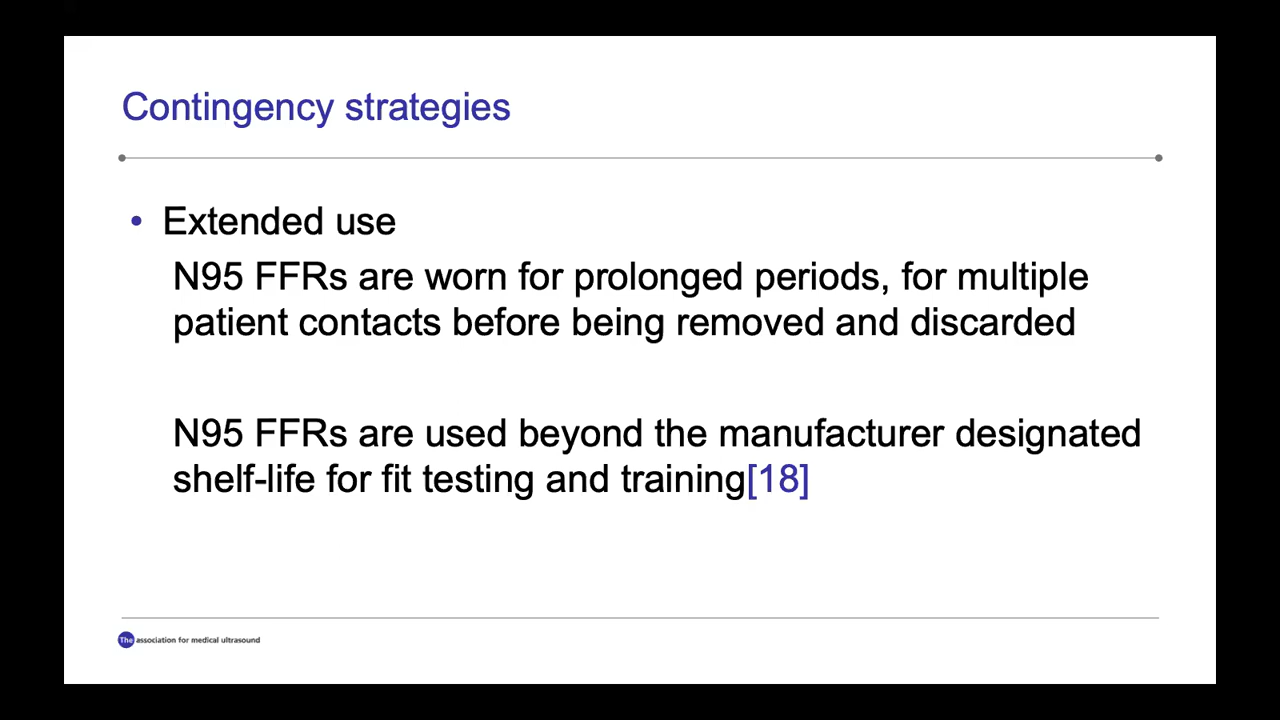 Contingency strategies
• Extended use
N95 FFRs are worn for prolonged periods, for multiple
patient contacts before being removed and discarded
N95 FFRs are used beyond the manufacturer designated
shelf-life for fit testing and training[18]
The association for medical ultrasound